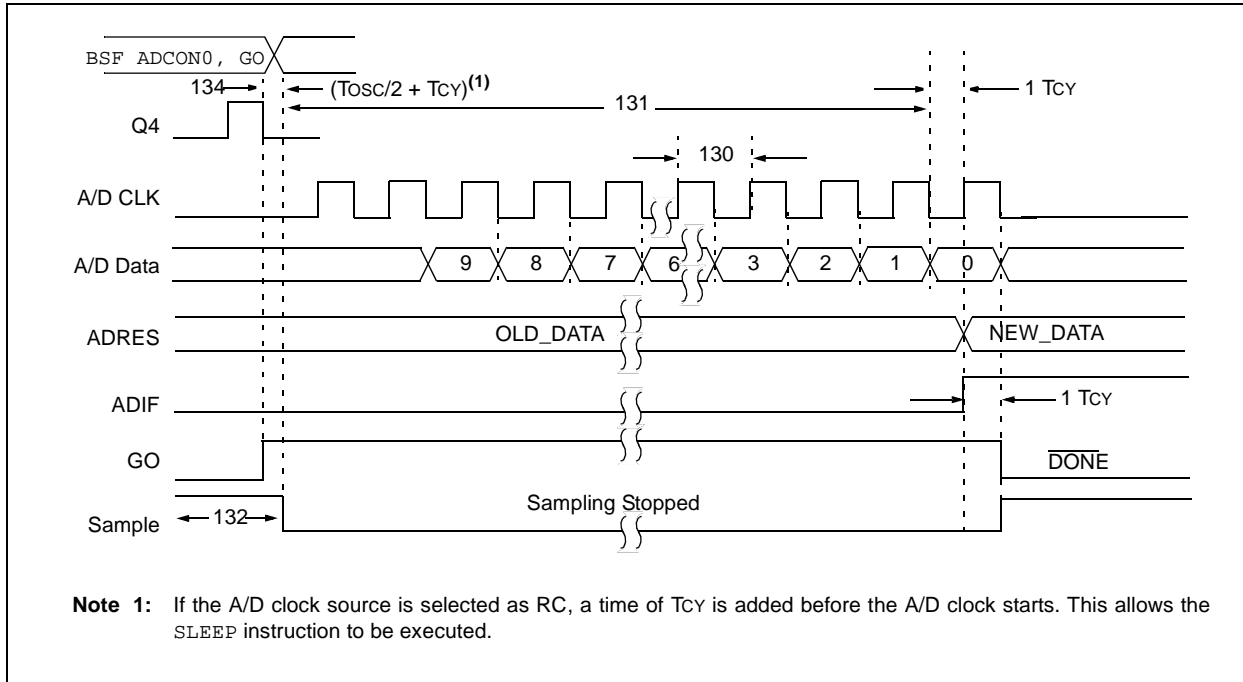 BSF ADCON0, GO
134
(TOSC/2 + TCY)(1)
131
1 TCY
Q4
130
A/D CLK
A/D Data
9 8 7 6 3 2 1 0
ADRES
OLD_DATA
NEW_DATA
ADIF
1 TCY
GO
DONE
Sampling Stopped
Sample
132
Note 1: If the A/D clock source is selected as RC, a time of TCY is added before the A/D clock starts. This allows the
SLEEP instruction to be executed.